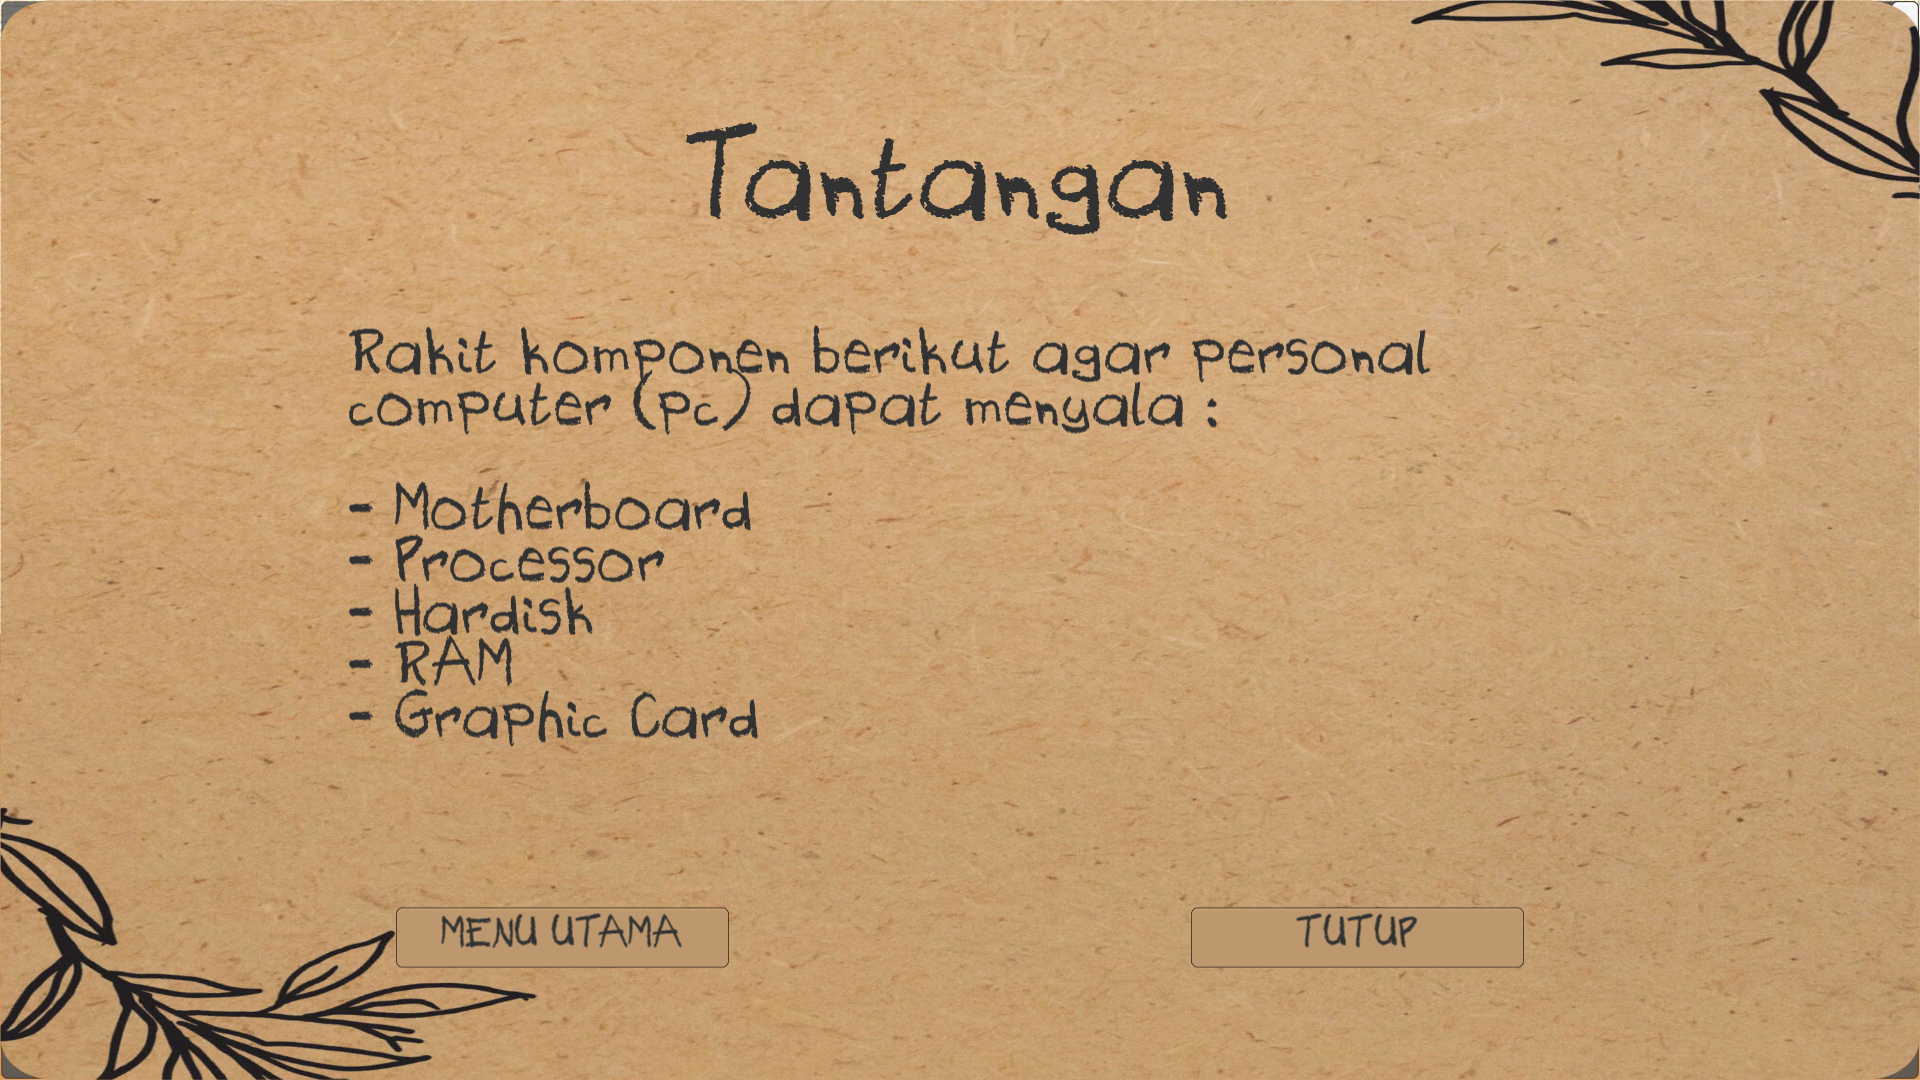 Tantangan
Rakit komponen berikut agar personal
computer (pc) dapat menyala :
- Motherboard
- Processor
- Hardisk
- RAM
- Graphic Card
MENU UTAMA
TUTUP